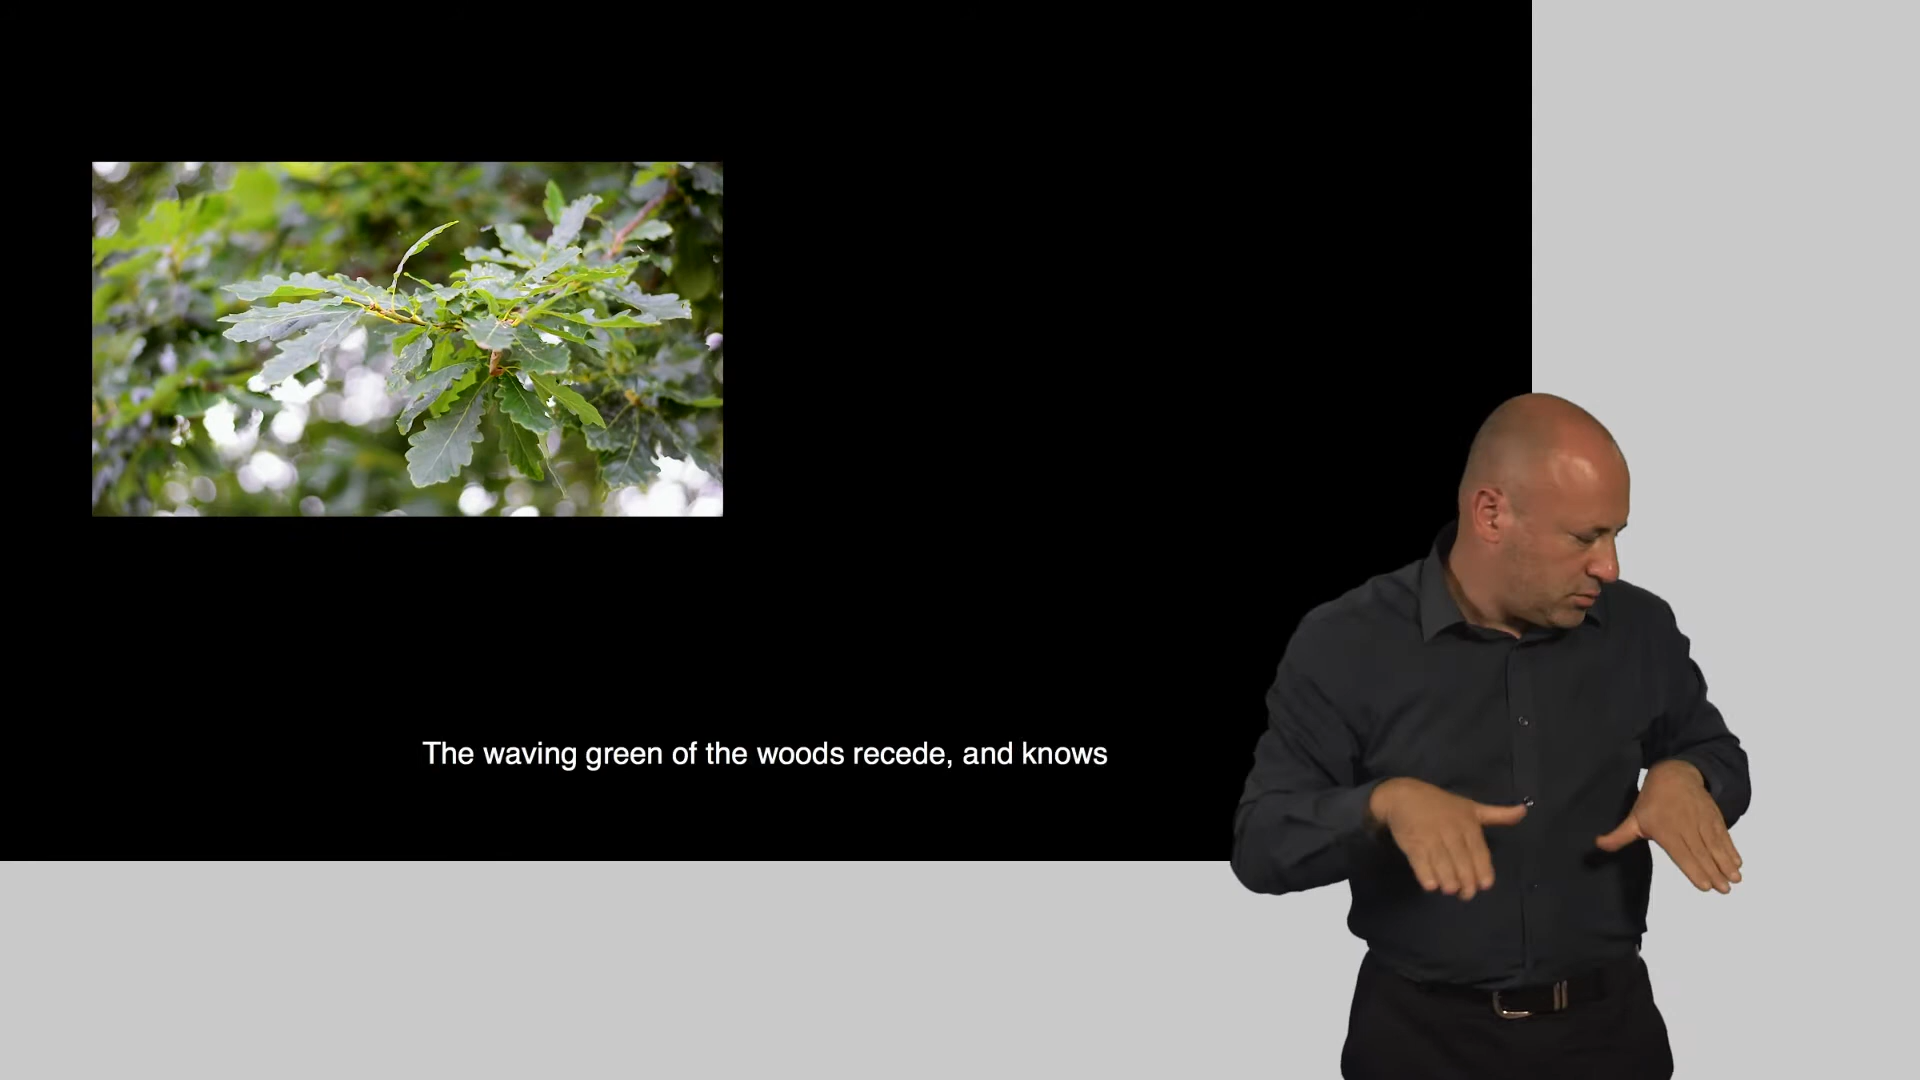 The waving green of the woods recede, and knows